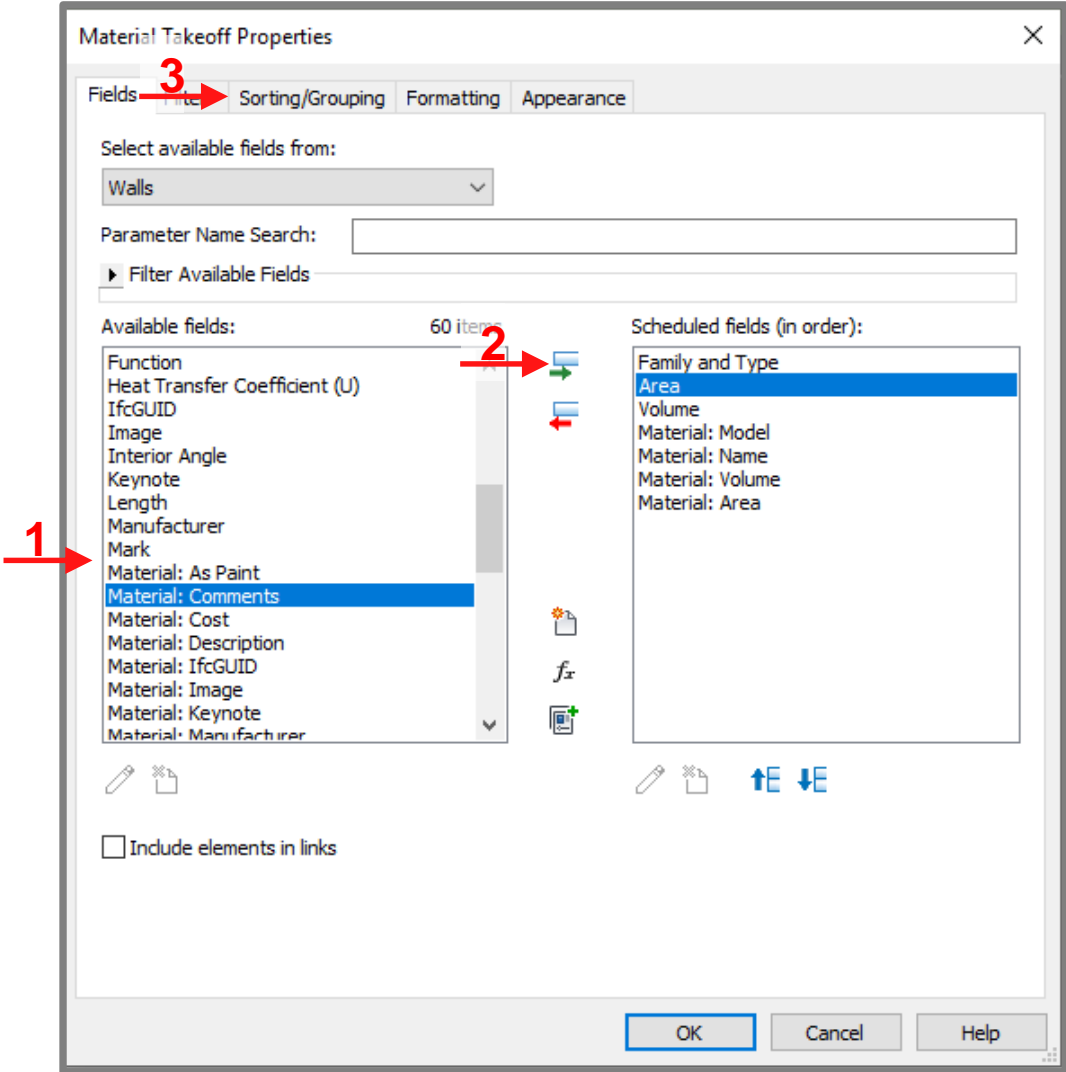 Material Takeoff Properties
3
Fields Sorting/Grouping Formatting Appearance
Select available fields from:
Walls
Parameter Name Search:
Filter Available Fields
Available fields: 60 items Scheduled fields (in order):
2
Function
Heat Transfer Coefficient (U)
IfcGUID
Image
Interior Angle
Keynote
Length
Manufacturer
Mark
1
Material: As Paint
Material: Comments
Material: Cost
Material: Description
Material: IfcGUID
Material: Image
Material: Keynote
Material: Manufacturer
fx
Family and Type
Area
Volume
Material: Model
Material: Name
Material: Volume
Material: Area
Include elements in links
OK Cancel Help